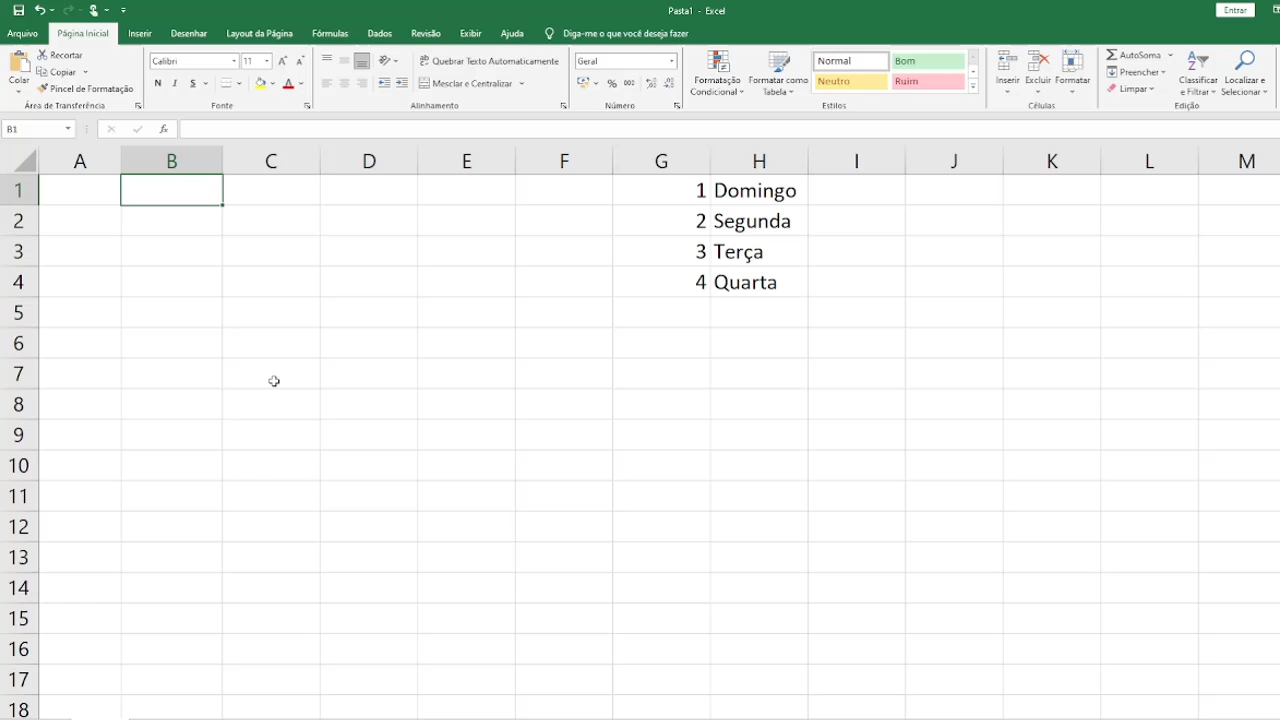 Pasta1 - Excel
Entrar
Arquivo Página Inicial Inserir Desenhar Layout da Página Fórmulas Dados Revisão Exibir Ajuda Diga-me o que você deseja fazer
Colar
Recortar
Copiar
Pincel de Formatação
Área de Transferência
Calibri 11
N I S
Fonte
Quebrar Texto Automaticamente
Mesclar e Centralizar
Alinhamento
Geral
% 000
Número
Formatação Condicional
Formatar como Tabela
Normal Bom
Neutro Ruim
Estilos
Inserir Excluir Formatar
Células
AutoSoma
Preencher
Limpar
Classificar e Filtrar
Localizar e Selecionar
Edição
B1 fx
A B C D E F G H I J K L M
1 1 Domingo
2 2 Segunda
3 3 Terça
4 4 Quarta
5
6
7
8
9
10
11
12
13
14
15
16
17
18